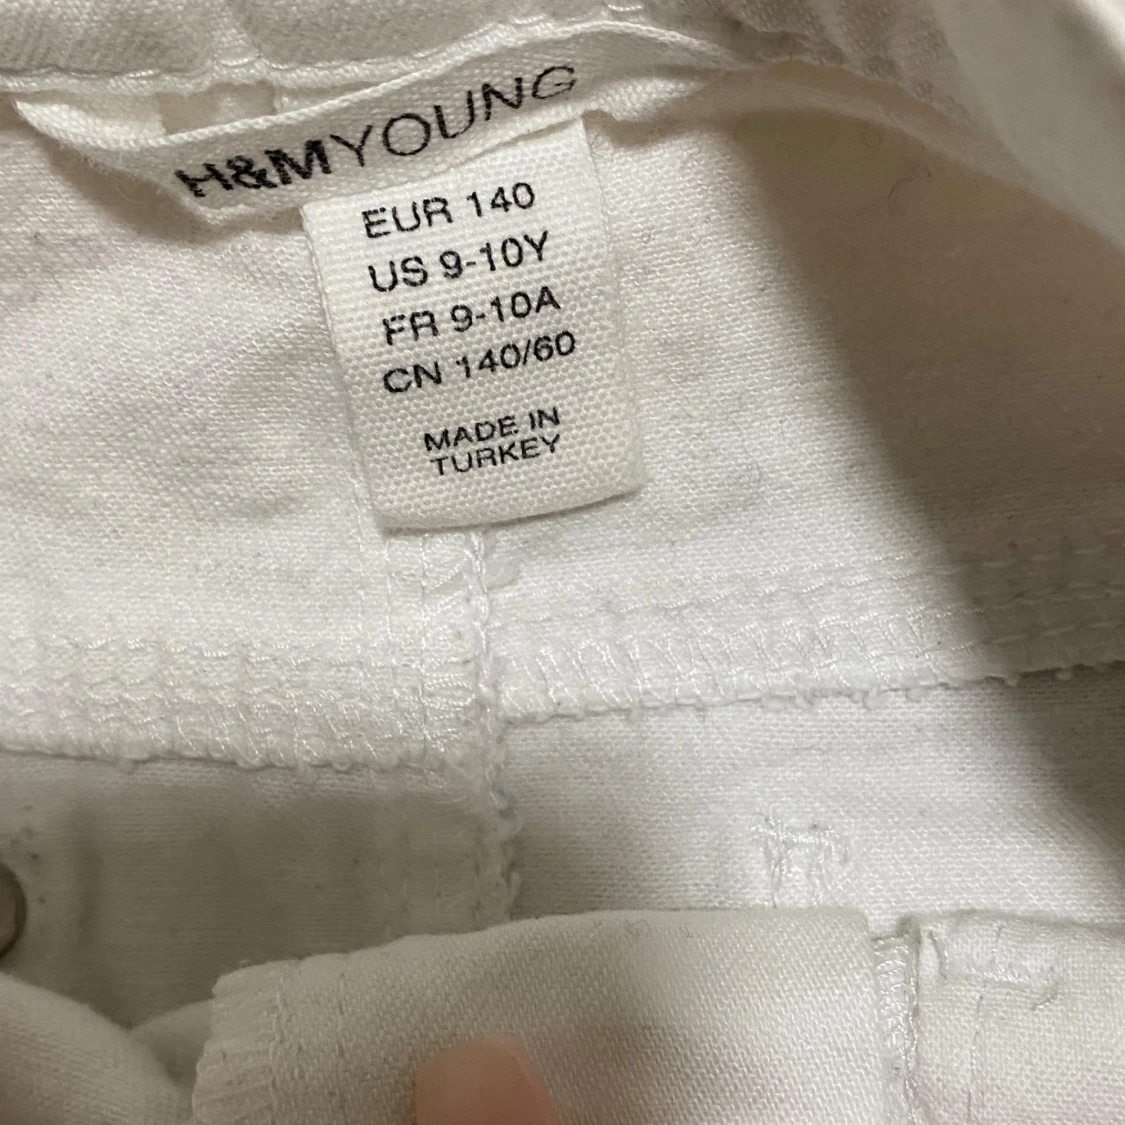 H&MYOUNG
EUR 140
US 9-10Y
FR 9-10A
CN 140/60
MADE IN
TURKEY